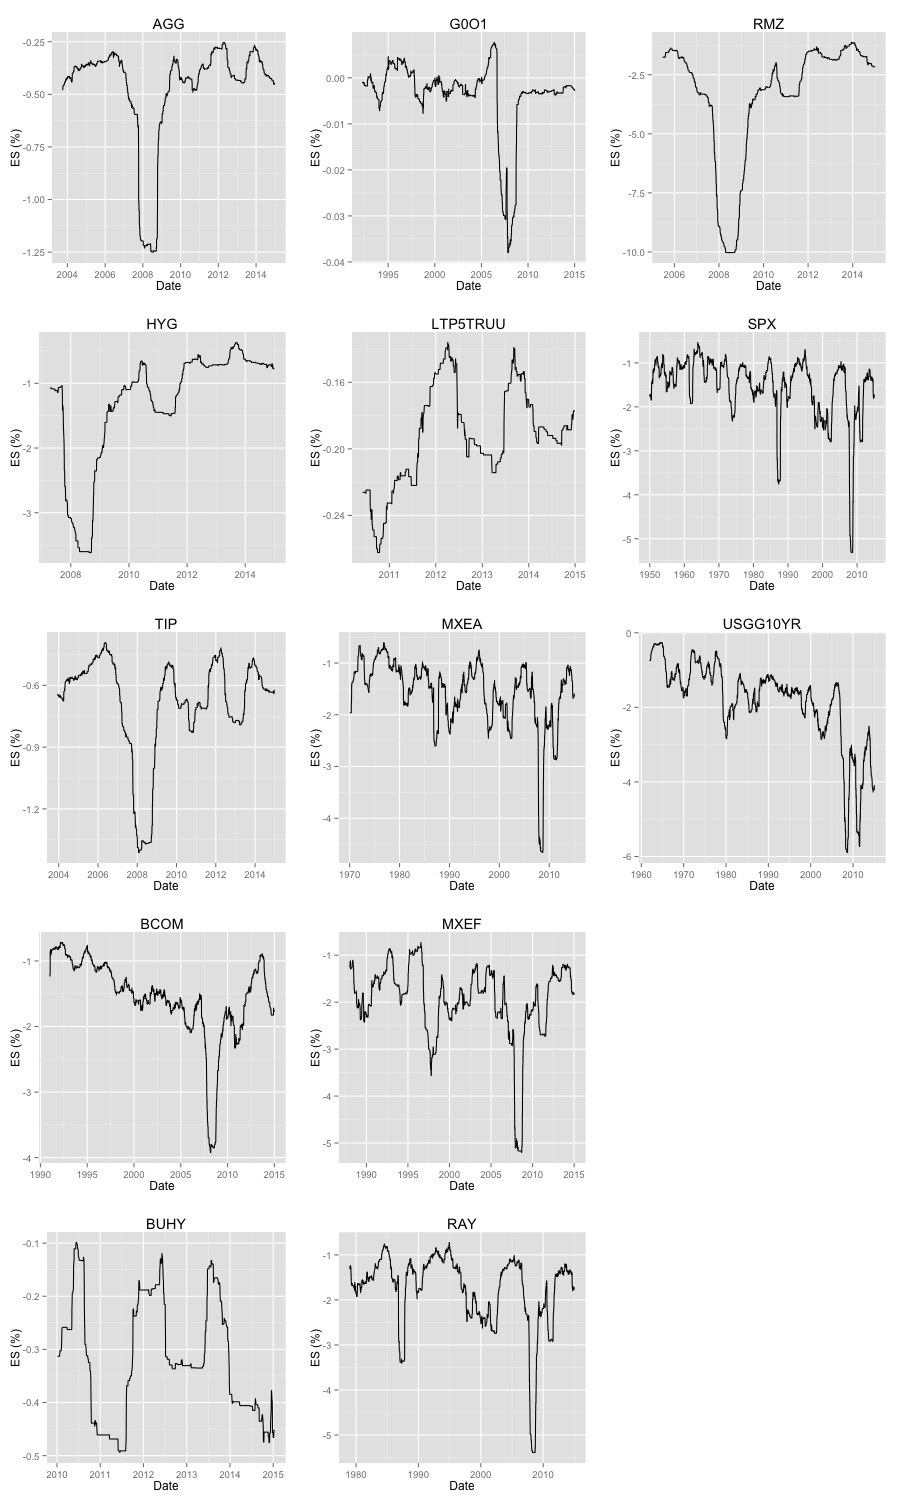 AGG
-0.25
-0.50
-0.75
-1.00
-1.25
ES (%)
2004 2006 2008 2010 2012 2014
Date
G0O1
0.00
-0.01
-0.02
-0.03
-0.04
ES (%)
1995 2000 2005 2010 2015
Date
RMZ
-2.5
-5.0
-7.5
-10.0
ES (%)
2006 2008 2010 2012 2014
Date
HYG
-1
-2
-3
ES (%)
2008 2010 2012 2014
Date
LTP5TRUU
-0.16
-0.20
-0.24
ES (%)
2011 2012 2013 2014 2015
Date
SPX
-1
-2
-3
-4
-5
ES (%)
1950 1960 1970 1980 1990 2000 2010
Date
TIP
-0.6
-0.9
-1.2
ES (%)
2004 2006 2008 2010 2012 2014
Date
MXEA
-1
-2
-3
-4
ES (%)
1970 1980 1990 2000 2010
Date
USGG10YR
0
-2
-4
-6
ES (%)
1960 1970 1980 1990 2000 2010
Date
BCOM
-1
-2
-3
-4
ES (%)
1990 1995 2000 2005 2010 2015
Date
MXEF
-1
-2
-3
-4
-5
ES (%)
1990 1995 2000 2005 2010 2015
Date
BUHY
-0.1
-0.2
-0.3
-0.4
-0.5
ES (%)
2010 2011 2012 2013 2014 2015
Date
RAY
-1
-2
-3
-4
-5
ES (%)
1980 1990 2000 2010
Date